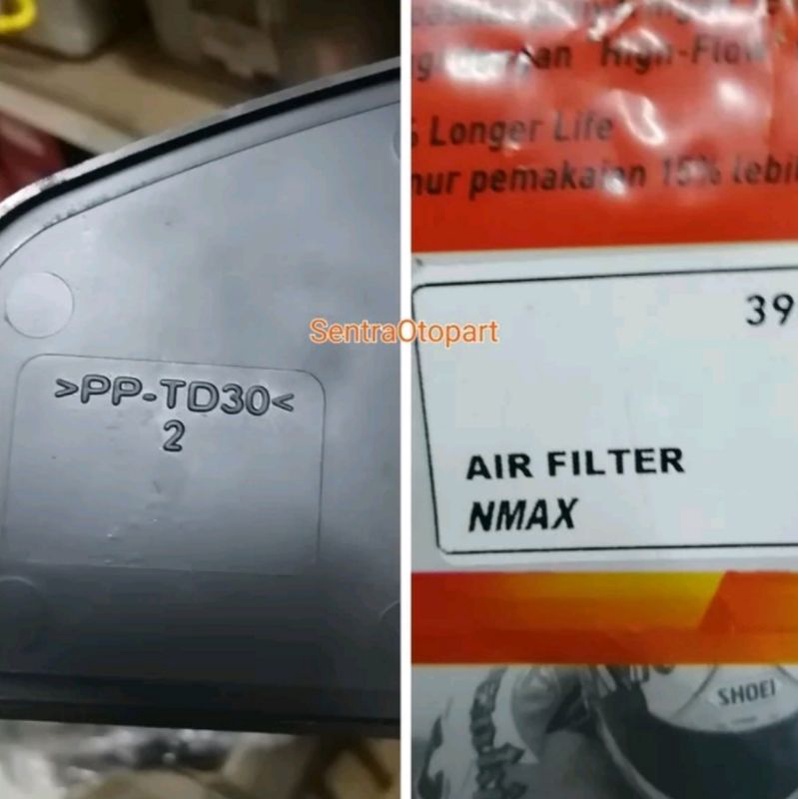 >PP-TD30<
2
SentraOtopart
"High-Flow"
Longer Life
pemakaian 15% lebi
39
AIR FILTER
NMAX
SHOEI